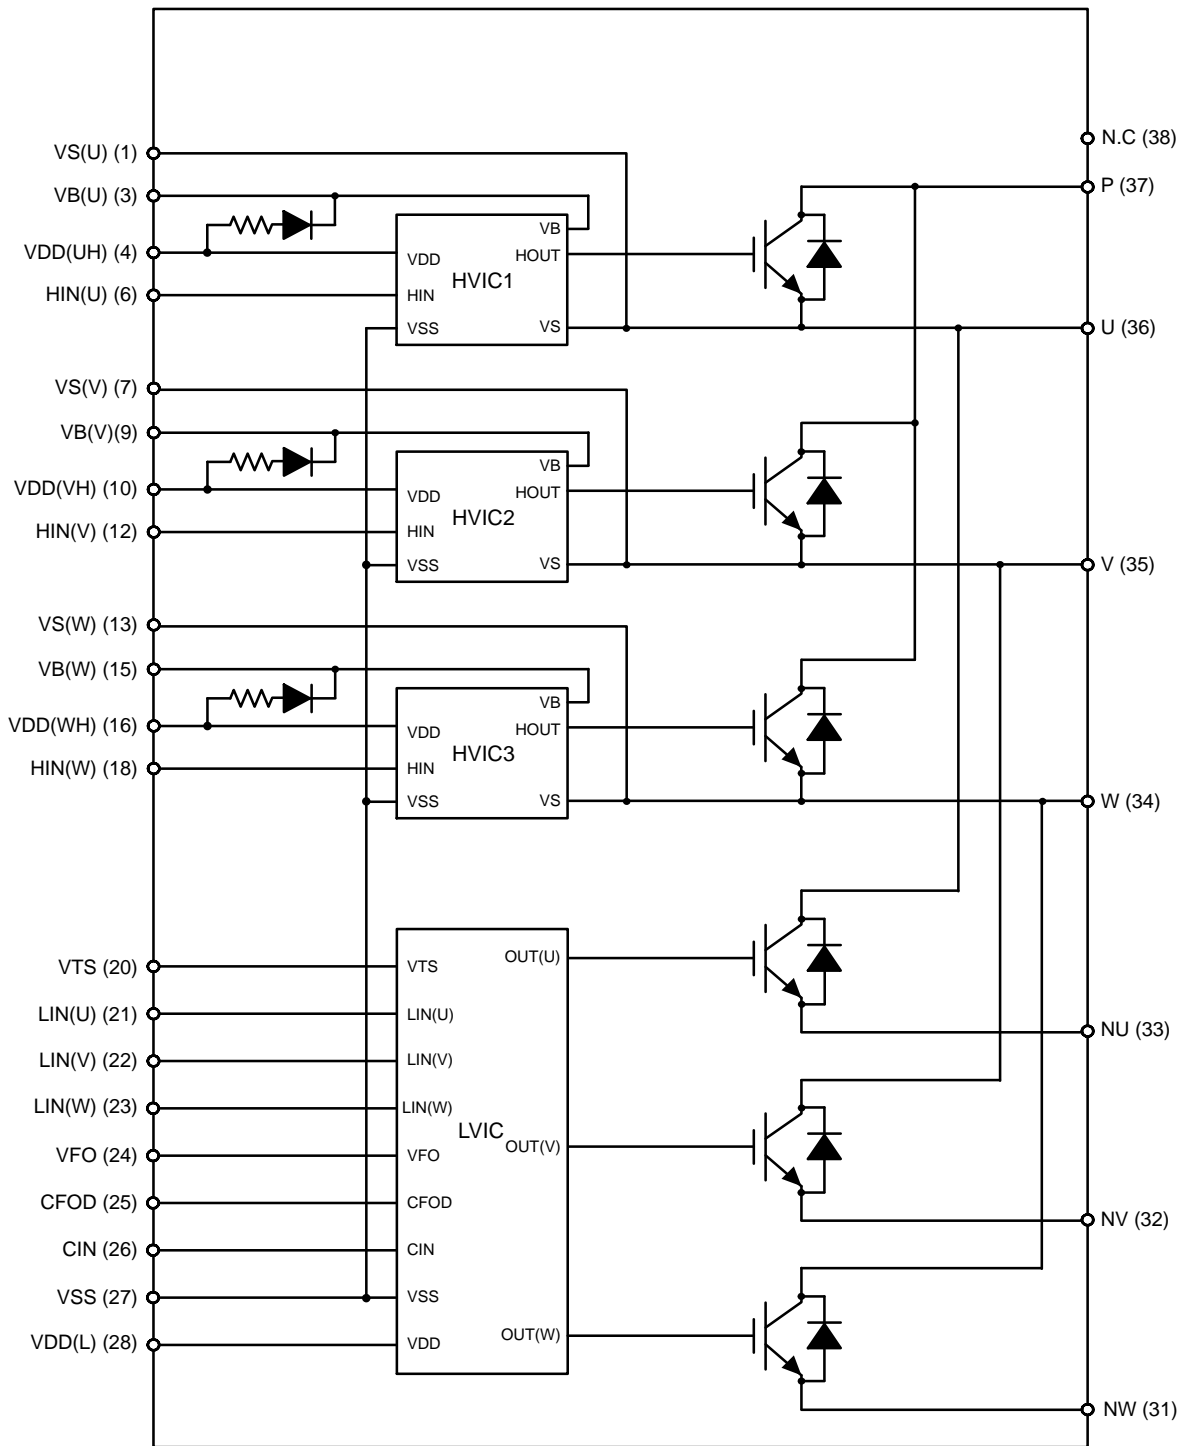 VS(U) (1)
VB(U) (3)
VDD(UH) (4)
HIN(U) (6)
VS(V) (7)
VB(V)(9)
VDD(VH) (10)
HIN(V) (12)
VS(W) (13)
VB(W) (15)
VDD(WH) (16)
HIN(W) (18)
VTS (20)
LIN(U) (21)
LIN(V) (22)
LIN(W) (23)
VFO (24)
CFOD (25)
CIN (26)
VSS (27)
VDD(L) (28)
VB
VDD
HOUT
HVIC1
HIN
VSS
VS
VB
VDD
HOUT
HVIC2
HIN
VSS
VS
VB
VDD
HOUT
HVIC3
HIN
VSS
VS
VTS
OUT(U)
LIN(U)
LIN(V)
LIN(W)
LVIC
OUT(V)
VFO
CFOD
CIN
VSS
OUT(W)
VDD
N.C (38)
P (37)
U (36)
V (35)
W (34)
NU (33)
NV (32)
NW (31)